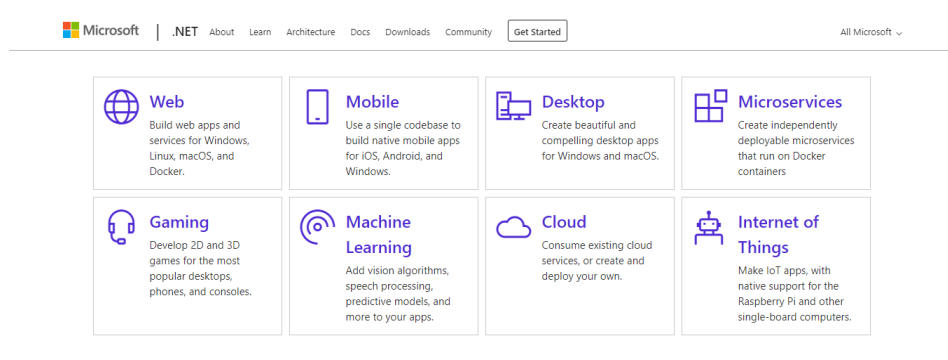 Microsoft | .NET About Learn Architecture Docs Downloads Community Get Started All Microsoft
Web
Build web apps and
services for Windows,
Linux, macOS, and
Docker.
Mobile
Use a single codebase to
build native mobile apps
for iOS, Android, and
Windows.
Desktop
Create beautiful and
compelling desktop apps
for Windows and macOS.
Microservices
Create independently
deployable microservices
that run on Docker
containers
Gaming
Develop 2D and 3D
games for the most
popular desktops,
phones, and consoles.
Machine
Learning
Add vision algorithms,
speech processing,
predictive models, and
more to your apps.
Cloud
Consume existing cloud
services, or create and
deploy your own.
Internet of
Things
Make IoT apps, with
native support for the
Raspberry Pi and other
single-board computers.